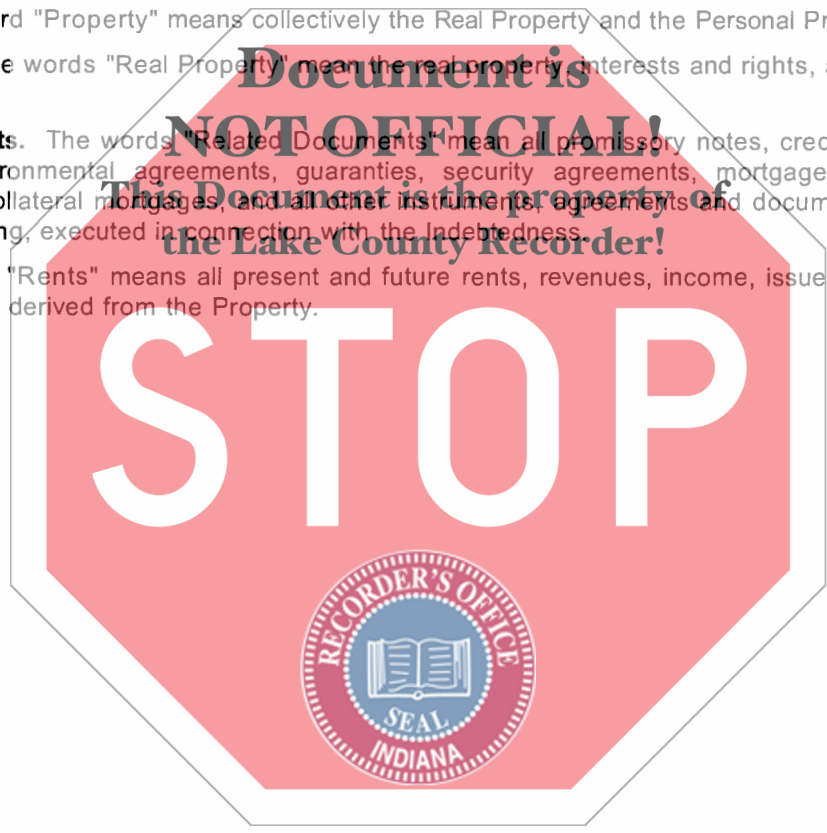 rd "Property" means collectively the Real Property and the Personal Pr
e words "Real Property" mean the real property, interests and rights,
ts. The words "Related Documents" mean all promissory notes, cred
ronmental agreements, guaranties, security agreements, mortgage
ollateral mortgages, and all other instruments, agreements and docum
ng, executed in connection with the Indebtedness.
"Rents" means all present and future rents, revenues, income, issue
derived from the Property.
Document is
NOT OFFICIAL!
This Document is the property of
the Lake County Recorder!
STOP
RECORDER'S OFFICE
SEAL
INDIANA